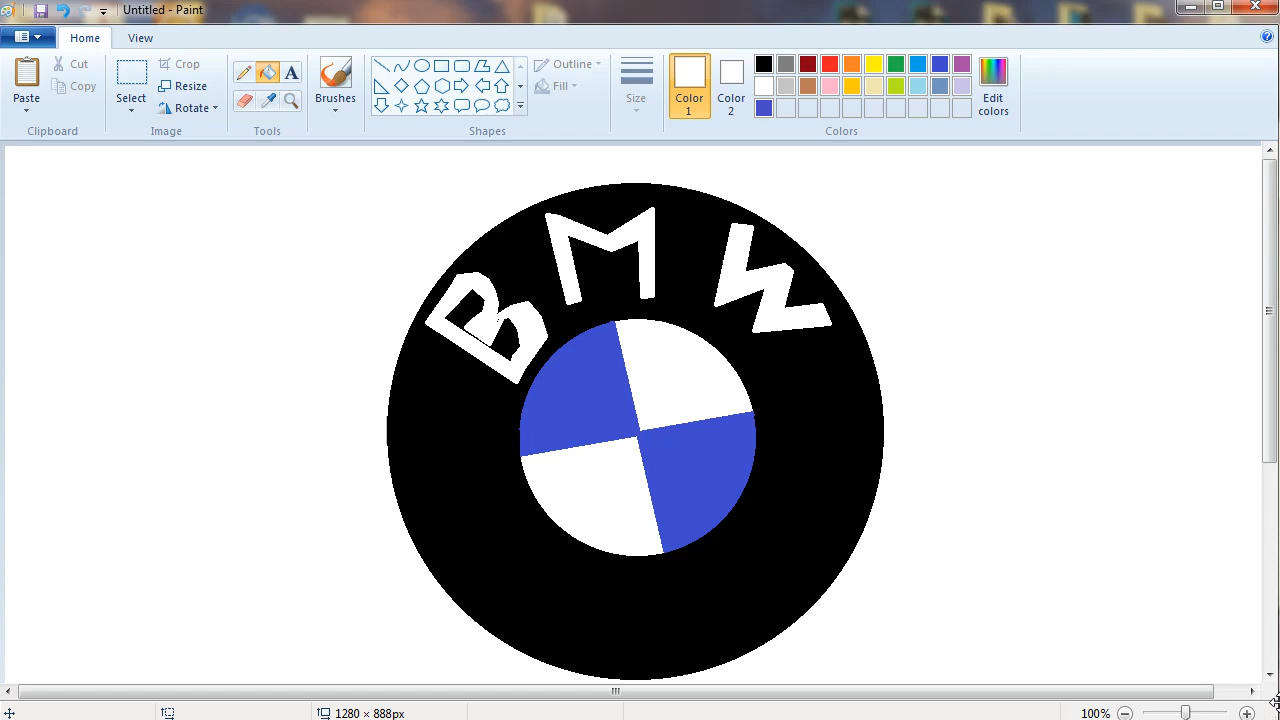 Untitled - Paint
Home View
Cut
Copy
Paste
Clipboard
Select
Crop
Resize
Rotate
Image
A
Tools
Brushes
Outline
Fill
Shapes
Size
Color 1
Color 2
Edit colors
Colors
BMW
1280 × 888px
100%